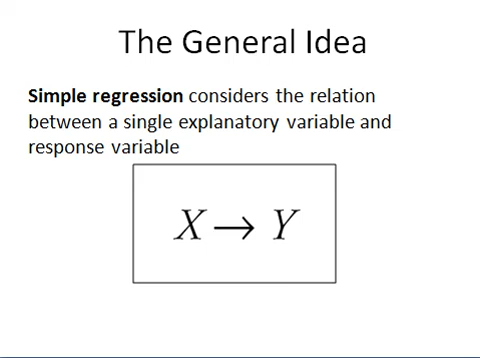 The General Idea
Simple regression considers the relation
between a single explanatory variable and
response variable
X → Y